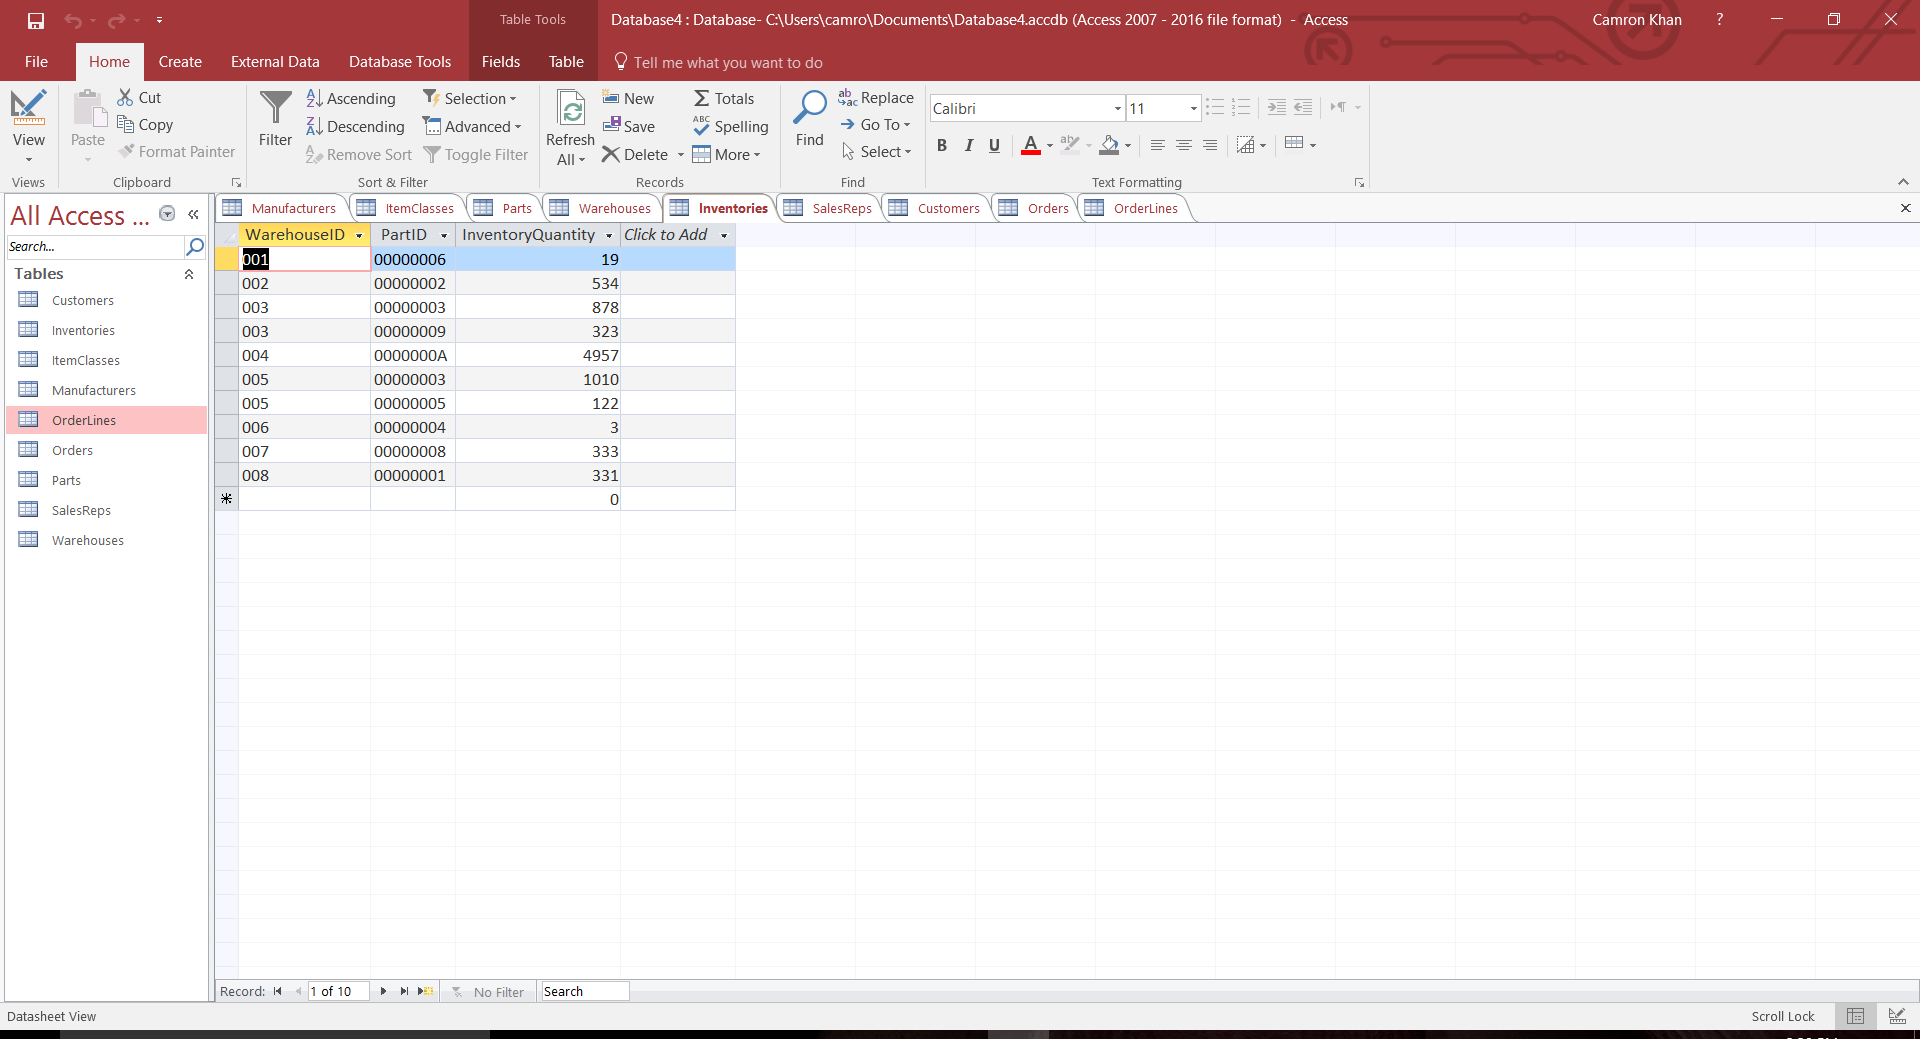 Table Tools
Database4 : Database- C:\Users\camro\Documents\Database4.accdb (Access 2007 - 2016 file format) - Access
Camron Khan
?
File Home Create External Data Database Tools Fields Table Tell me what you want to do
View
Views
Paste
Cut
Copy
Format Painter
Clipboard
Filter
Ascending
Descending
Remove Sort
Selection
Advanced
Toggle Filter
Sort & Filter
Refresh
All
New
Save
Delete
Totals
Spelling
More
Records
Find
Replace
Go To
Select
Find
Calibri 11
B I U A
Text Formatting
All Access ...
Search...
Tables
Customers
Inventories
ItemClasses
Manufacturers
OrderLines
Orders
Parts
SalesReps
Warehouses
Manufacturers ItemClasses Parts Warehouses Inventories SalesReps Customers Orders OrderLines
WarehouseID PartID InventoryQuantity Click to Add
001 00000006 19
002 00000002 534
003 00000003 878
003 00000009 323
004 0000000A 4957
005 00000003 1010
005 00000005 122
006 00000004 3
007 00000008 333
008 00000001 331
0
Record: 1 of 10 No Filter Search
Datasheet View
Scroll Lock